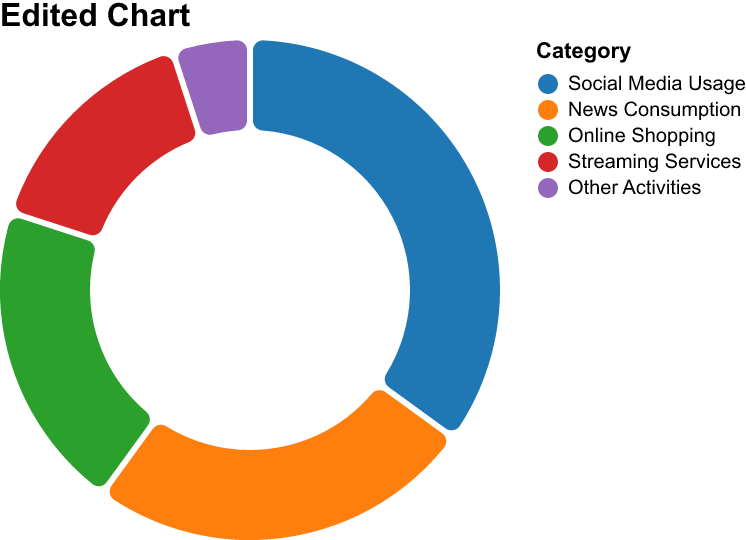 Edited Chart
Category
Social Media Usage
News Consumption
Online Shopping
Streaming Services
Other Activities